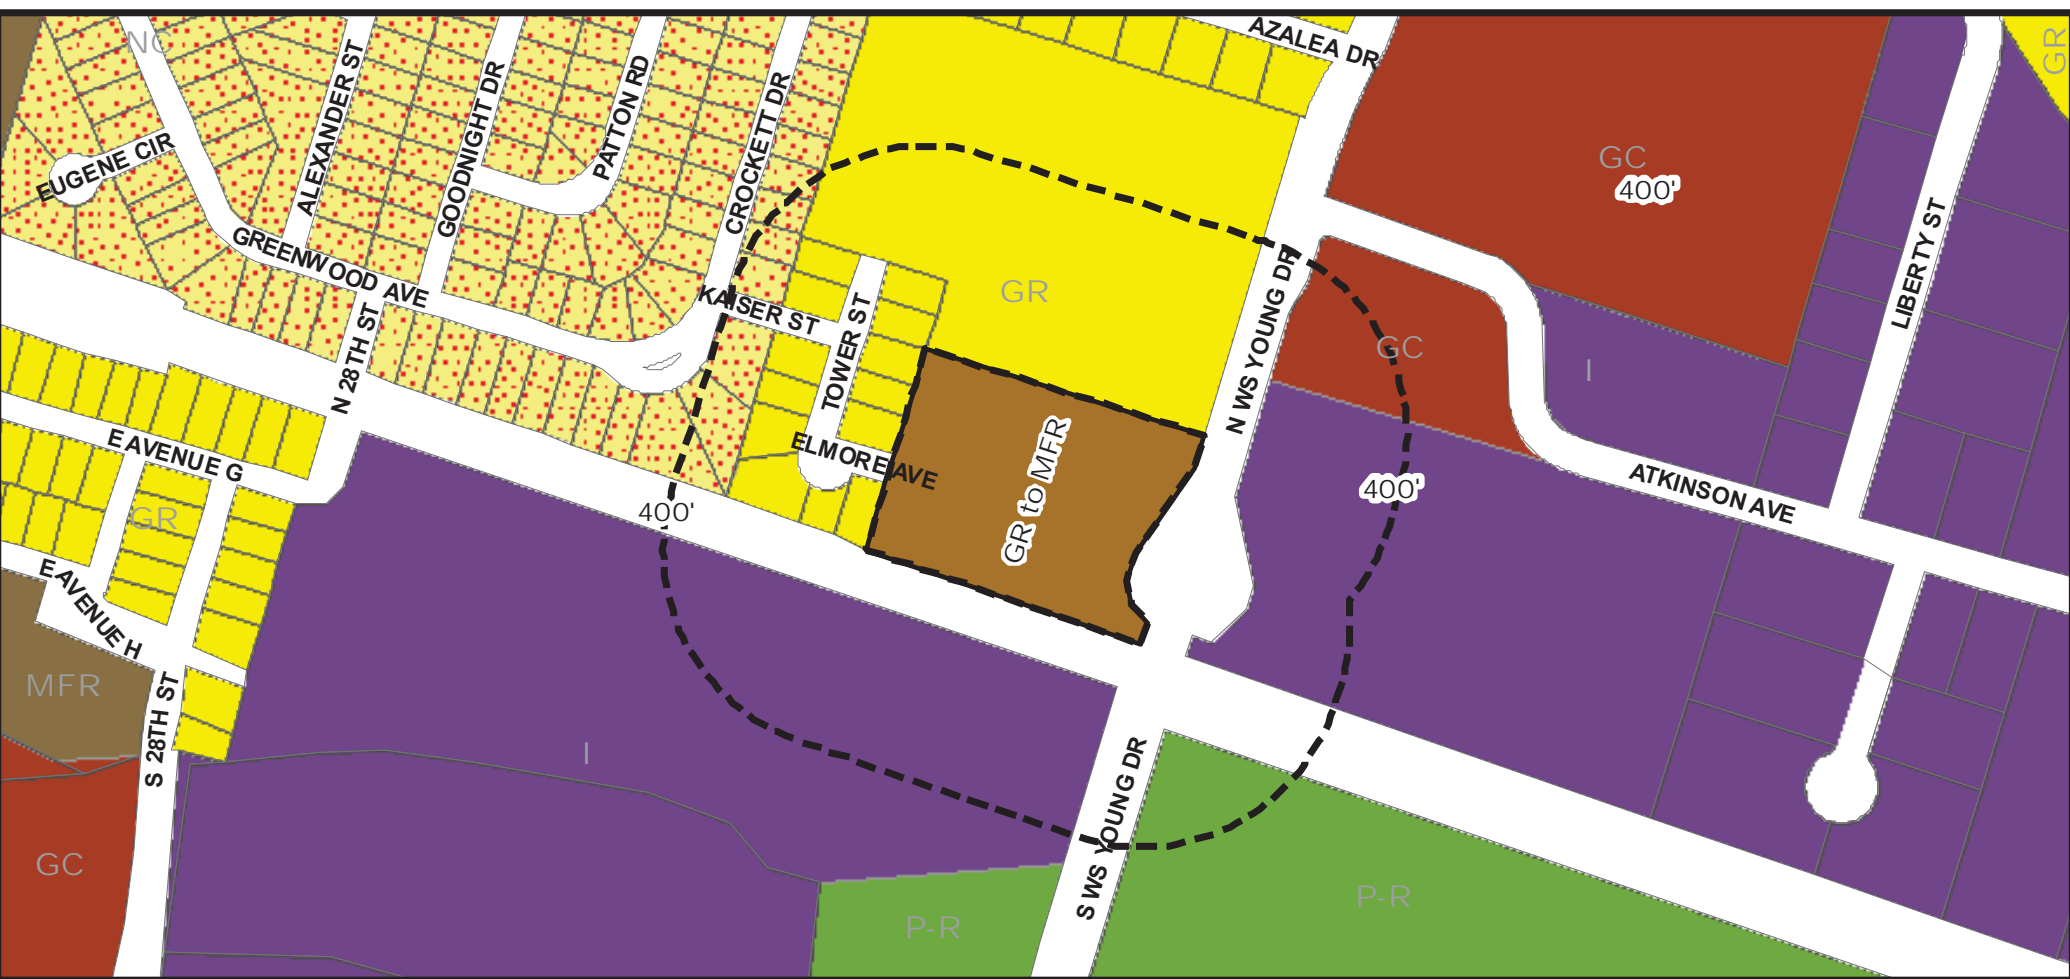 NC
AZALEA DR
GR
ALEXANDER ST
GOODNIGHT DR
PATTON RD
CROCKETT DR
EUGENE CIR
GC
400'
LIBERTY ST
GREENWOOD AVE
KAISER ST
TOWER ST
GR
N WS YOUNG DR
GC
I
N 28TH ST
E AVENUE G
ELMORE AVE
GR to MFR
400'
ATKINSON AVE
400'
GR
E AVENUE H
MFR
S 28TH ST
I
S WS YOUNG DR
GC
P-R
P-R